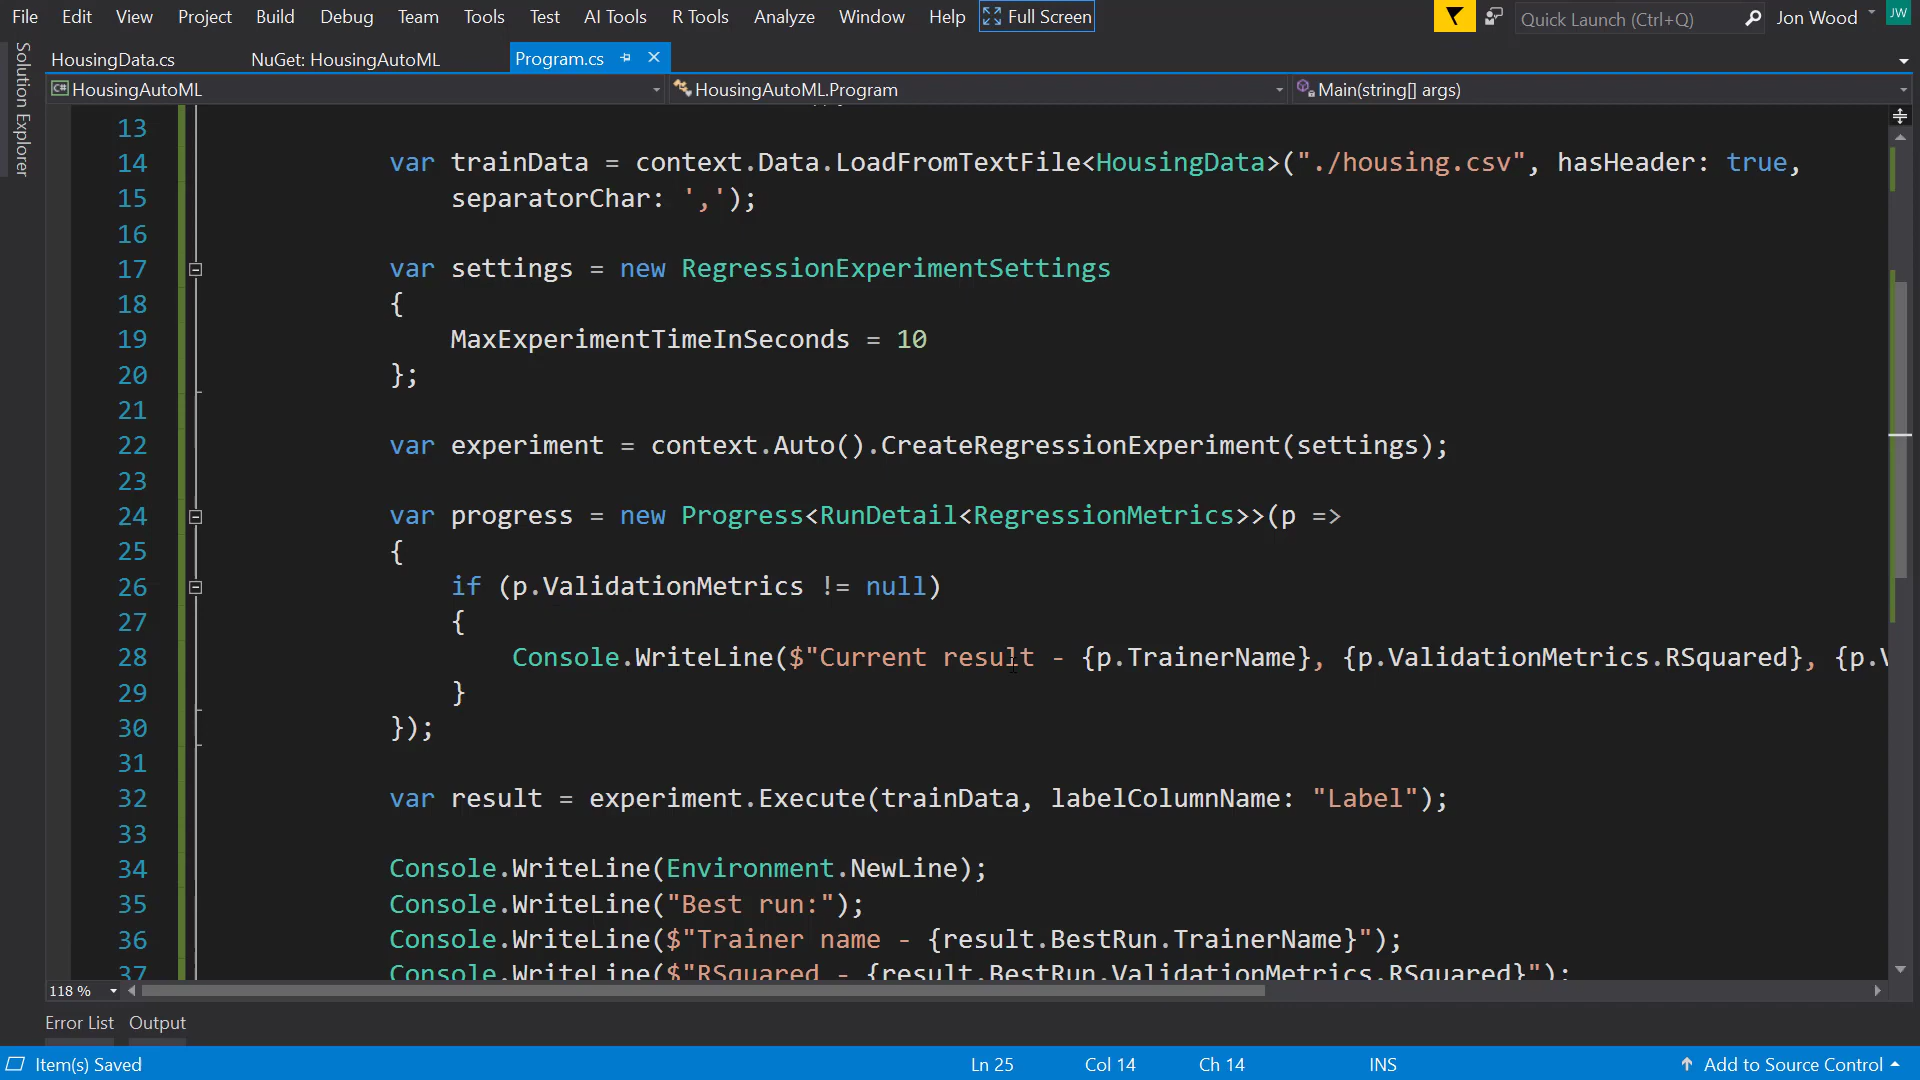 File Edit View Project Build Debug Team Tools Test AI Tools R Tools Analyze Window Help Full Screen Quick Launch (Ctrl+Q) Jon Wood JW
Solution Explorer
HousingData.cs NuGet: HousingAutoML Program.cs
C# HousingAutoML HousingAutoML.Program Main(string[] args)
13
14 var trainData = context.Data.LoadFromTextFile<HousingData>("./housing.csv", hasHeader: true,
15 separatorChar: ',');
16
17 var settings = new RegressionExperimentSettings
18 {
19 MaxExperimentTimeInSeconds = 10
20 };
21
22 var experiment = context.Auto().CreateRegressionExperiment(settings);
23
24 var progress = new Progress<RunDetail<RegressionMetrics>>(p =>
25 {
26 if (p.ValidationMetrics != null)
27 {
28 Console.WriteLine($"Current result - {p.TrainerName}, {p.ValidationMetrics.RSquared}, {p.V
29 }
30 });
31
32 var result = experiment.Execute(trainData, labelColumnName: "Label");
33
34 Console.WriteLine(Environment.NewLine);
35 Console.WriteLine("Best run:");
36 Console.WriteLine($"Trainer name - {result.BestRun.TrainerName}");
37 Console.WriteLine($"RSquared - {result.BestRun.ValidationMetrics.RSquared}");
118 %
Error List Output
Item(s) Saved Ln 25 Col 14 Ch 14 INS Add to Source Control